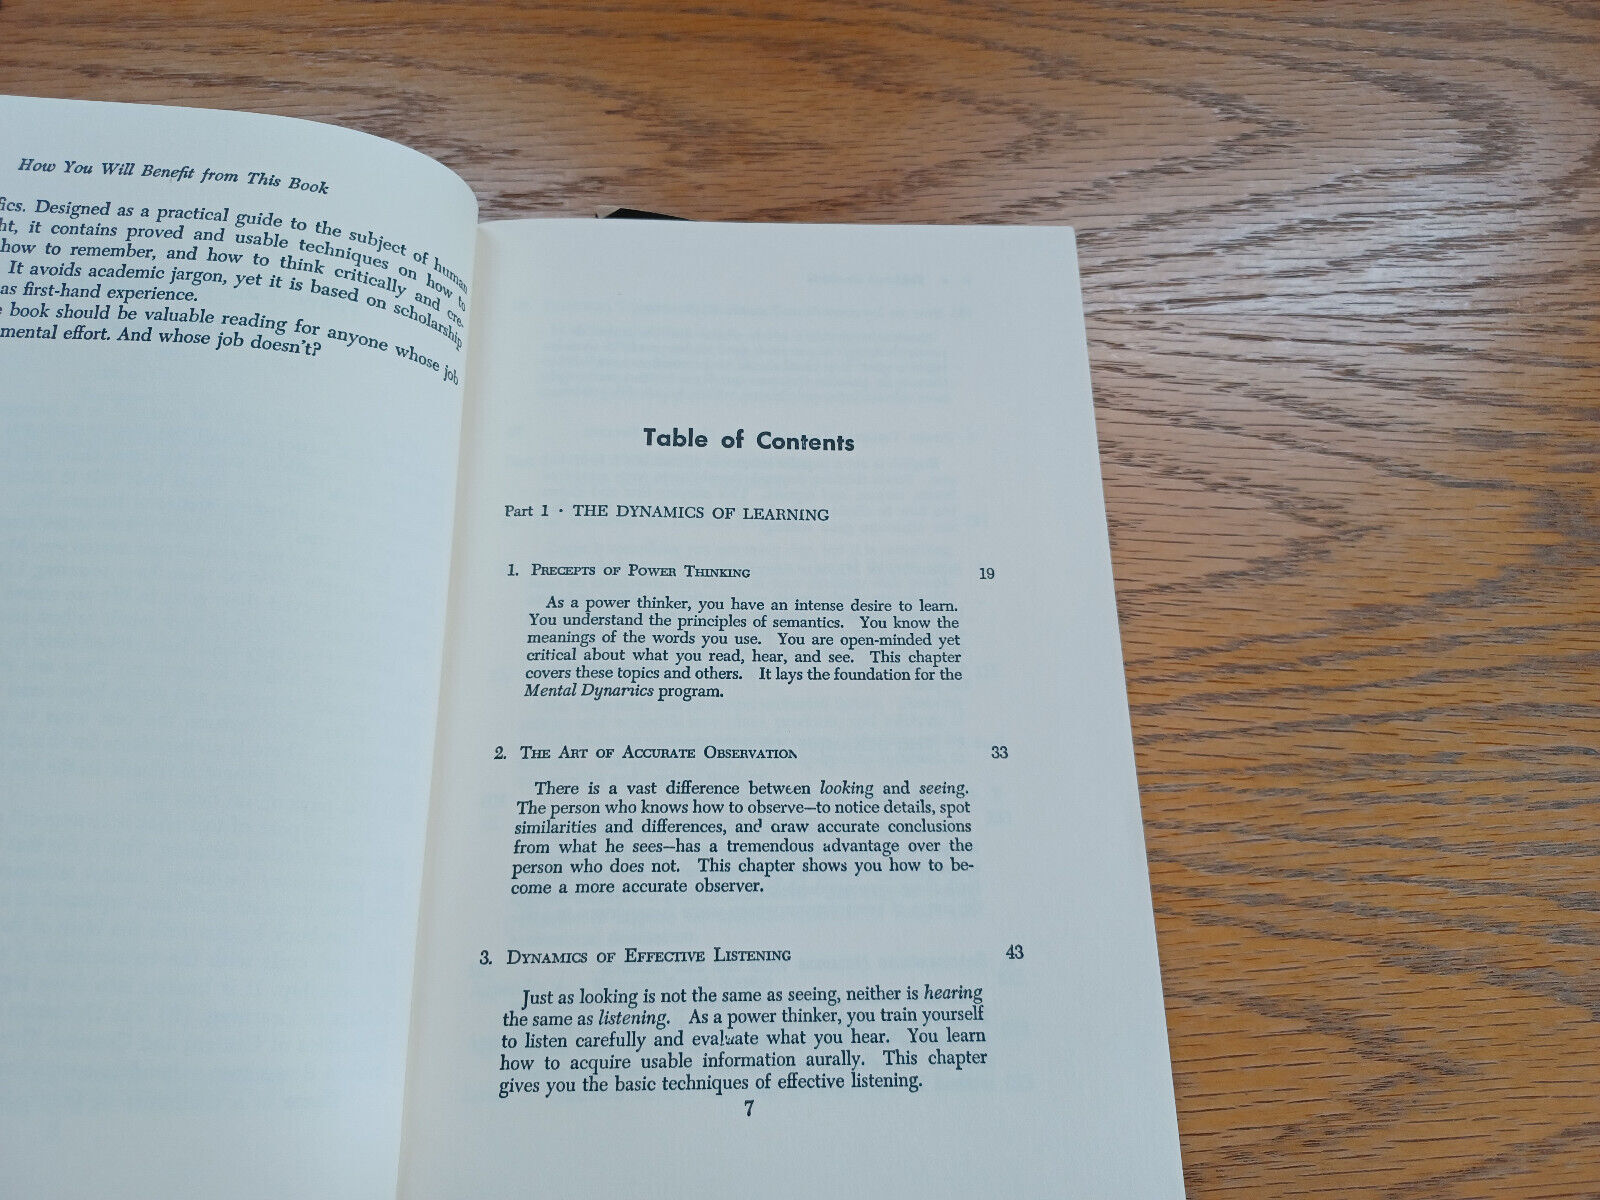 How You Will Benefit from This Book
fics. Designed as a practical guide to the subject of human
ht, it contains proved and usable techniques on how to
how to remember, and how to think critically and cre-
It avoids academic jargon, yet it is based on scholarship
as first-hand experience.
e book should be valuable reading for anyone whose job
mental effort. And whose job doesn't?
Table of Contents
Part 1 · THE DYNAMICS OF LEARNING
1. PRECEPTS OF POWER THINKING 19
As a power thinker, you have an intense desire to learn.
You understand the principles of semantics. You know the
meanings of the words you use. You are open-minded yet
critical about what you read, hear, and see. This chapter
covers these topics and others. It lays the foundation for the
Mental Dynamics program.
2. THE ART OF ACCURATE OBSERVATION 33
There is a vast difference between looking and seeing.
The person who knows how to observe—to notice details, spot
similarities and differences, and draw accurate conclusions
from what he sees—has a tremendous advantage over the
person who does not. This chapter shows you how to be-
come a more accurate observer.
3. DYNAMICS OF EFFECTIVE LISTENING 43
Just as looking is not the same as seeing, neither is hearing
the same as listening. As a power thinker, you train yourself
to listen carefully and evaluate what you hear. You learn
how to acquire usable information aurally. This chapter
gives you the basic techniques of effective listening.
7